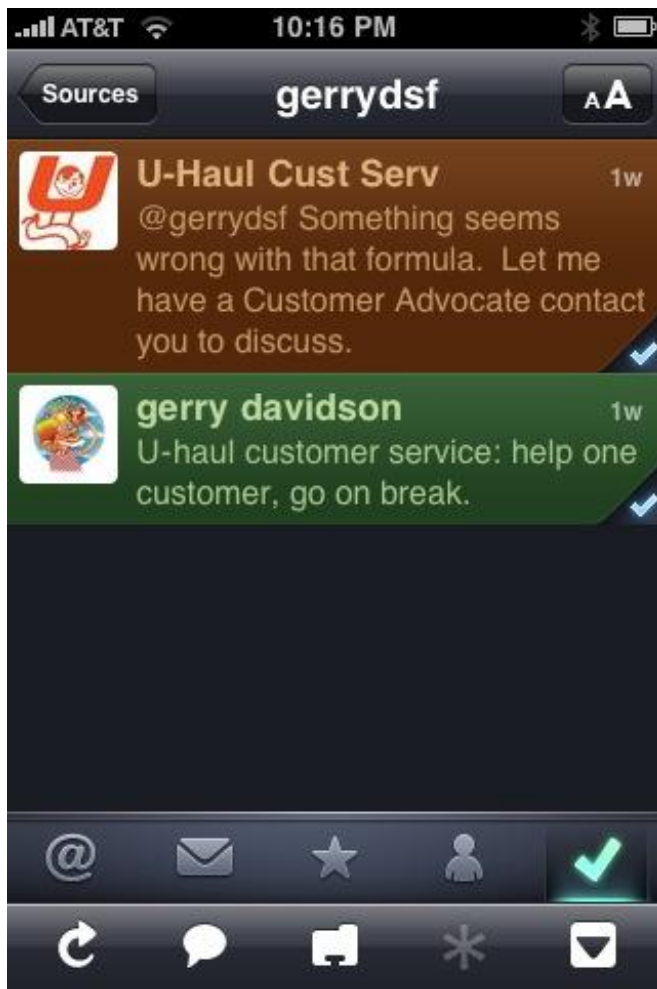 AT&T 10:16 PM
Sources gerrydsf AA
U-Haul Cust Serv 1w
@gerrydsf Something seems
wrong with that formula.  Let me
have a Customer Advocate contact
you to discuss.
gerry davidson 1w
U-haul customer service: help one
customer, go on break.
@